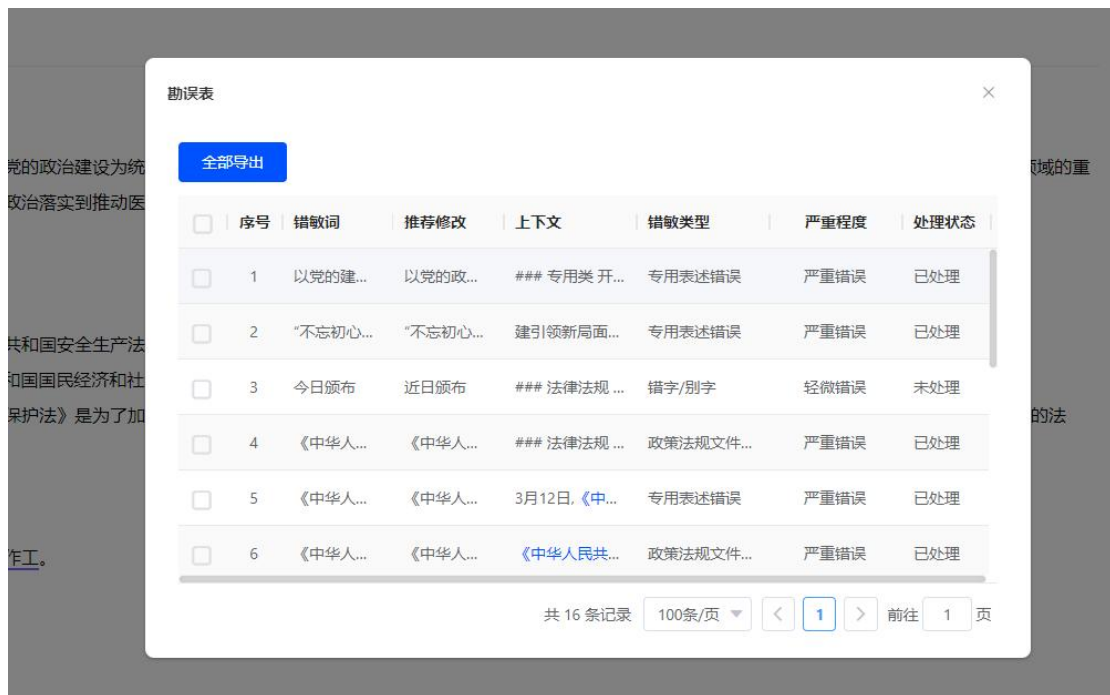 勘误表
全部导出
党的政治建设为统
领域的重
政治落实到推动医
序号 错敏词 推荐修改 上下文 错敏类型 严重程度 处理状态
1 以党的建... 以党的政... ### 专用类 开... 专用表述错误 严重错误 已处理
2 “不忘初心... “不忘初心... 建引领新局面... 专用表述错误 严重错误 已处理
共和国安全生产法
和国国民经济和社
3 今日颁布 近日颁布 ### 法律法规 ... 错字/别字 轻微错误 未处理
保护法》是为了加
的法
4 《中华人... 《中华人... ### 法律法规 ... 政策法规文件... 严重错误 已处理
5 《中华人... 《中华人... 3月12日,《中... 专用表述错误 严重错误 已处理
6 《中华人... 《中华人... 《中华人民共... 政策法规文件... 严重错误 已处理
作工。
共 16 条记录 100条/页 1 前往 1 页